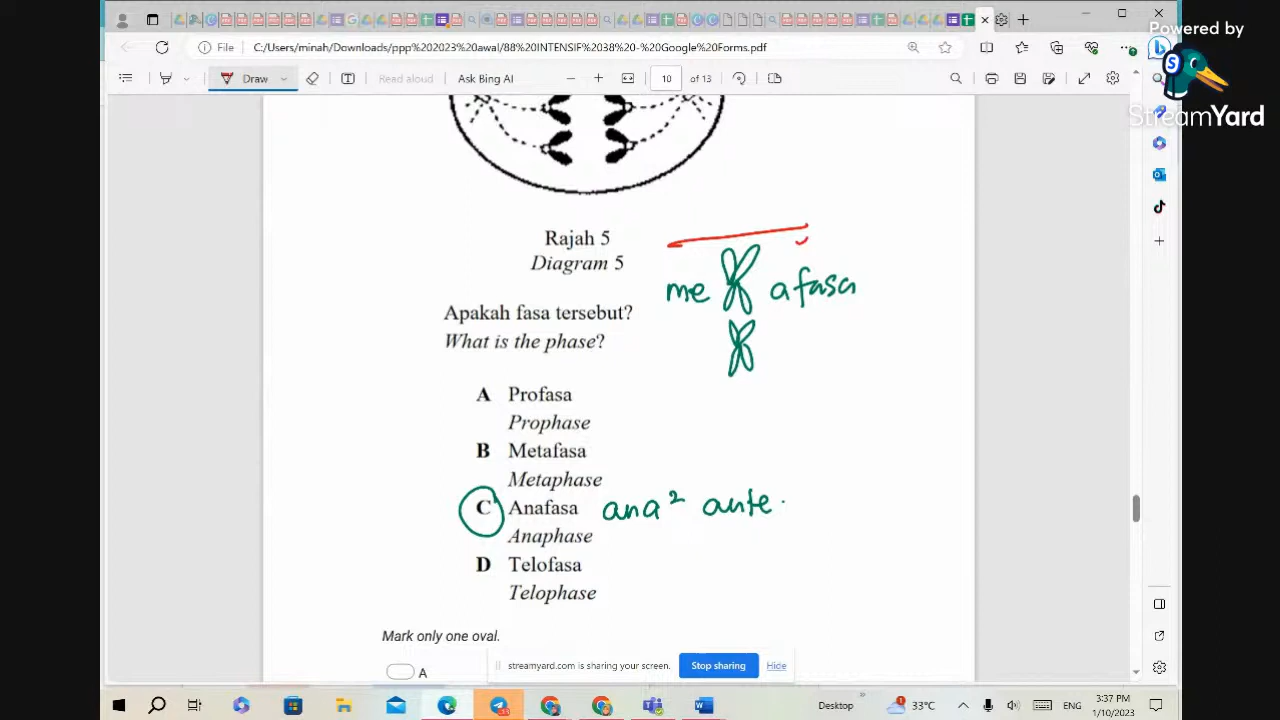 Powered by
StreamYard
File C:/Users/minah/Downloads/ppp%202023%20awal/88%20INTENSIF%2038%20-%20Google%20Forms.pdf
Draw Read aloud Ask Bing AI 10 of 13
Rajah 5
Diagram 5
me afasa
Apakah fasa tersebut?
What is the phase?
A Profasa
Prophase
B Metafasa
Metaphase
C Anafasa ana² aute
Anaphase
D Telofasa
Telophase
Mark only one oval.
A
streamyard.com is sharing your screen. Stop sharing Hide
Desktop 33°C 3:37 PM
1/10/2023